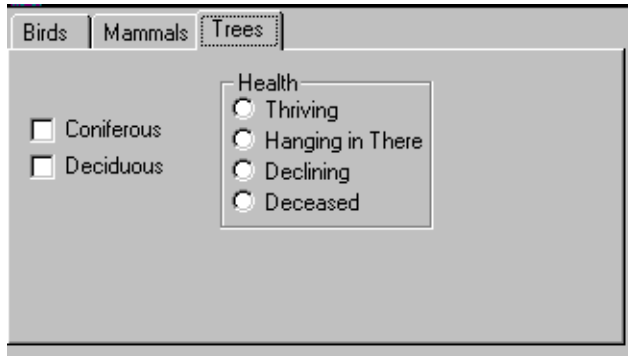 Birds Mammals Trees
Health
Thriving
Coniferous
Hanging in There
Deciduous
Declining
Deceased